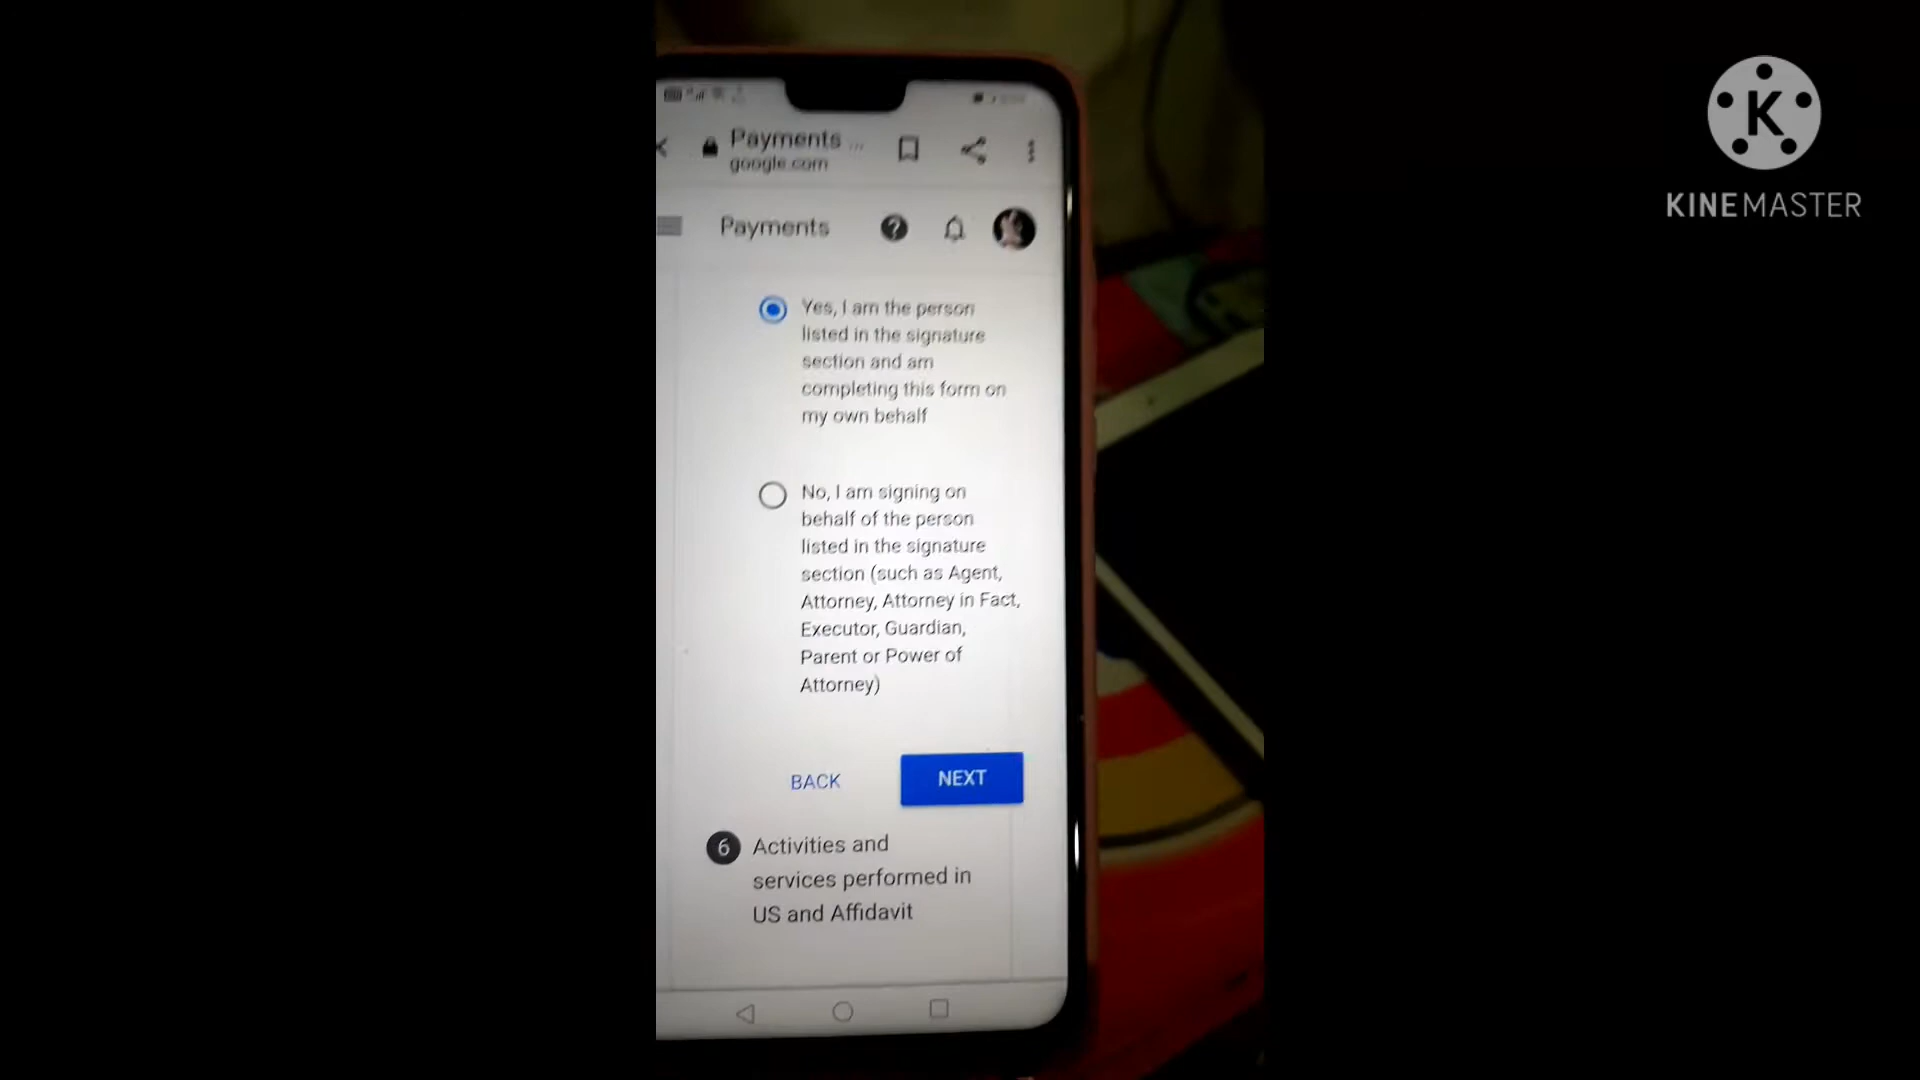 Payments ...
google.com
K
KINEMASTER
Payments
Yes, I am the person
listed in the signature
section and am
completing this form on
my own behalf
No, I am signing on
behalf of the person
listed in the signature
section (such as Agent,
Attorney, Attorney in Fact,
Executor, Guardian,
Parent or Power of
Attorney)
BACK
NEXT
6 Activities and
services performed in
US and Affidavit